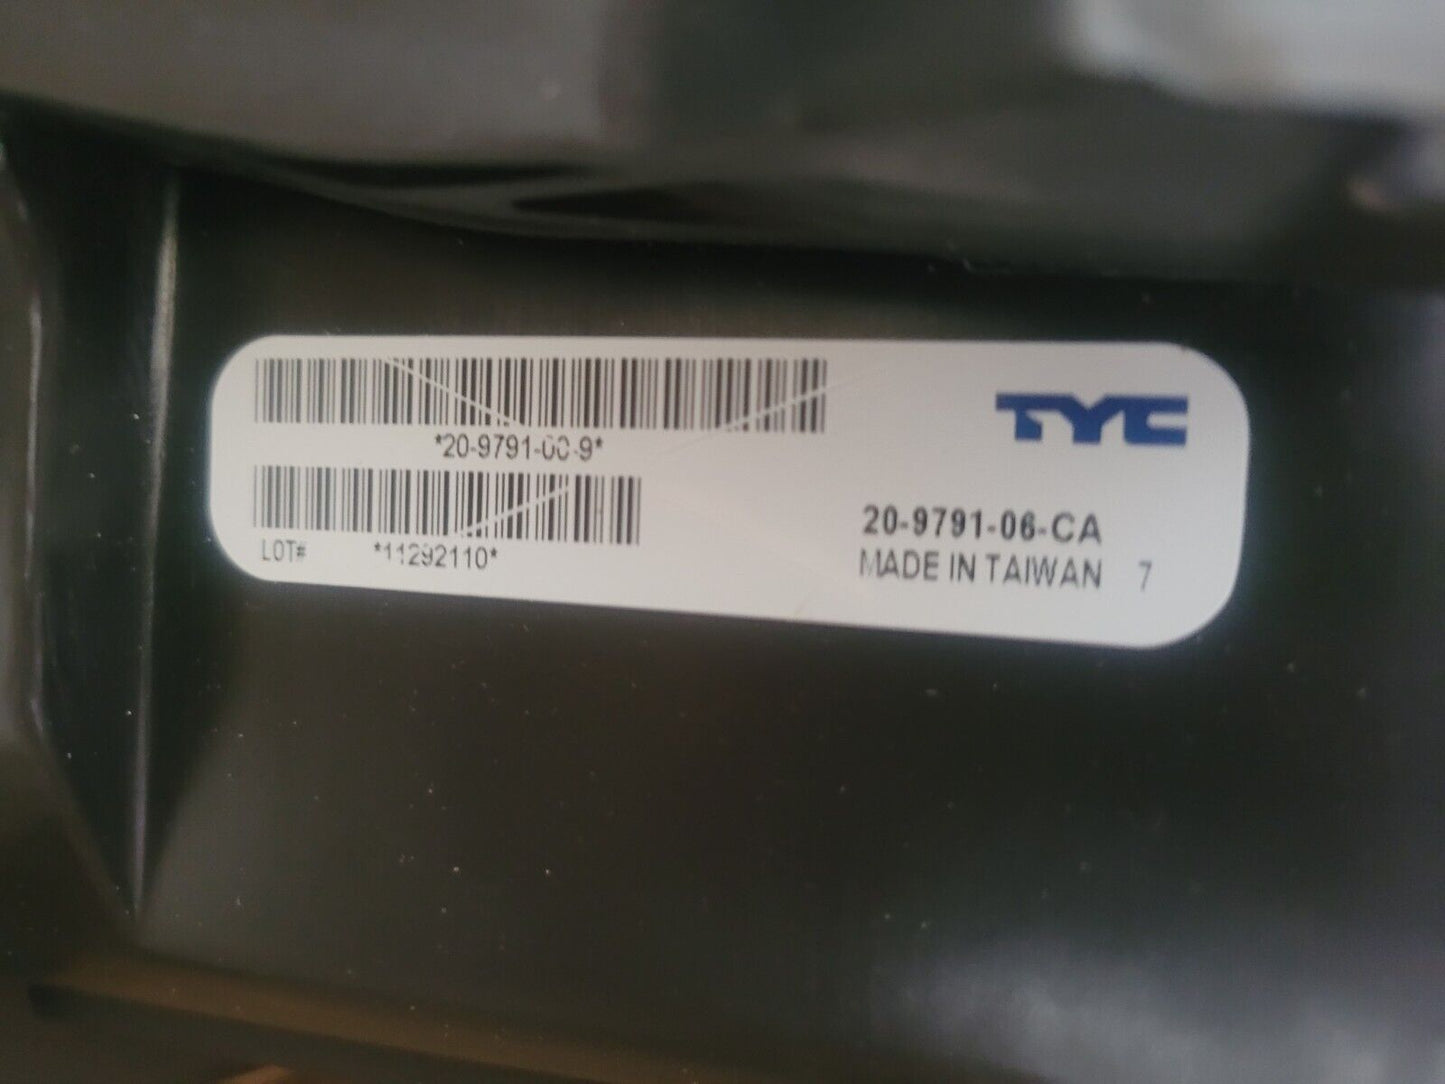 *20-9791-00-9*
TYC
LOT# *11292110*
20-9791-06-CA
MADE IN TAIWAN 7